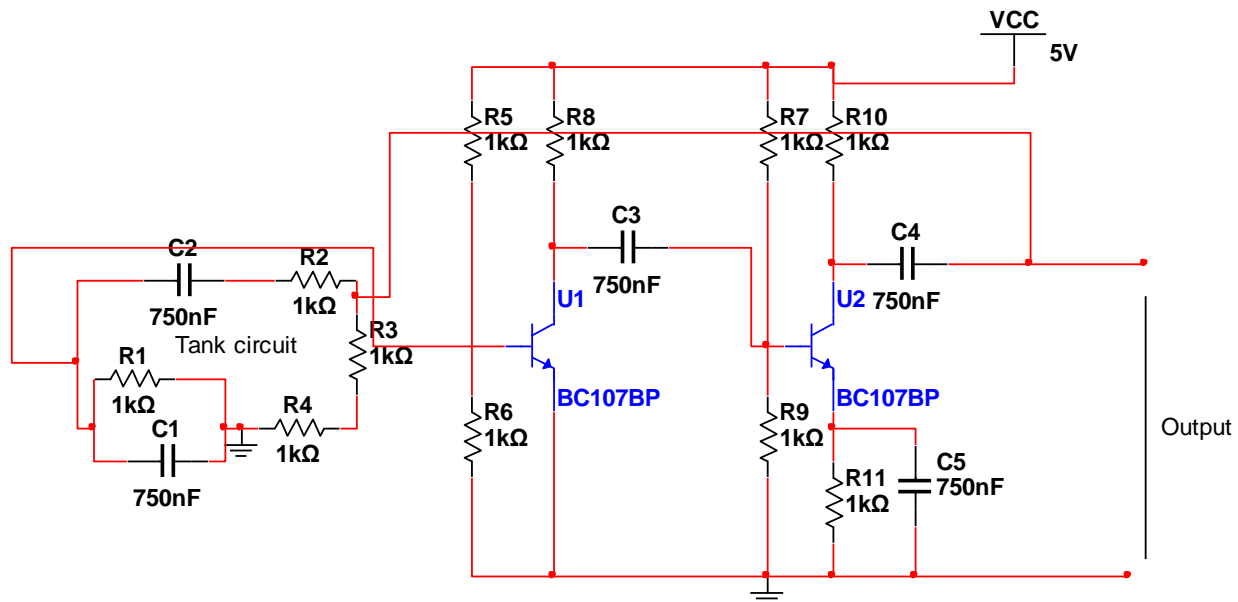 VCC
5V
R5
1kΩ
R8
1kΩ
R7
1kΩ
R10
1kΩ
C3
750nF
C4
750nF
C2
750nF
R2
1kΩ
U1
U2
Tank circuit
R3
1kΩ
R1
1kΩ
BC107BP
BC107BP
R4
1kΩ
R6
1kΩ
R9
1kΩ
Output
C1
750nF
R11
1kΩ
C5
750nF